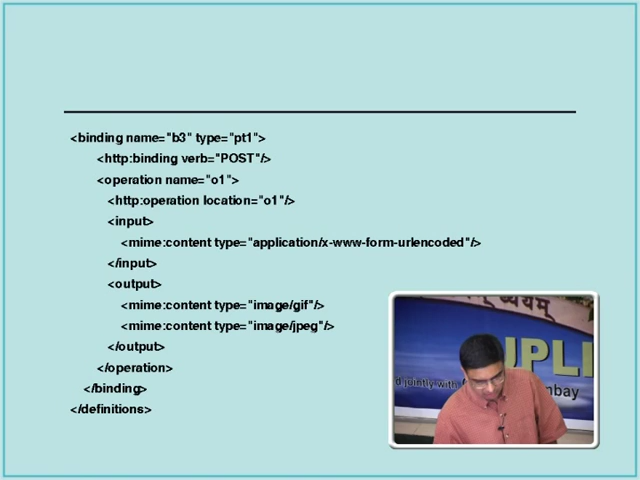 <binding name="b3" type="pt1">
<http:binding verb="POST"/>
<operation name="o1">
<http:operation location="o1"/>
<input>
<mime:content type="application/x-www-form-urlencoded"/>
</input>
<output>
<mime:content type="image/gif"/>
<mime:content type="image/jpeg"/>
</output>
</operation>
</binding>
</definitions>
jointly with